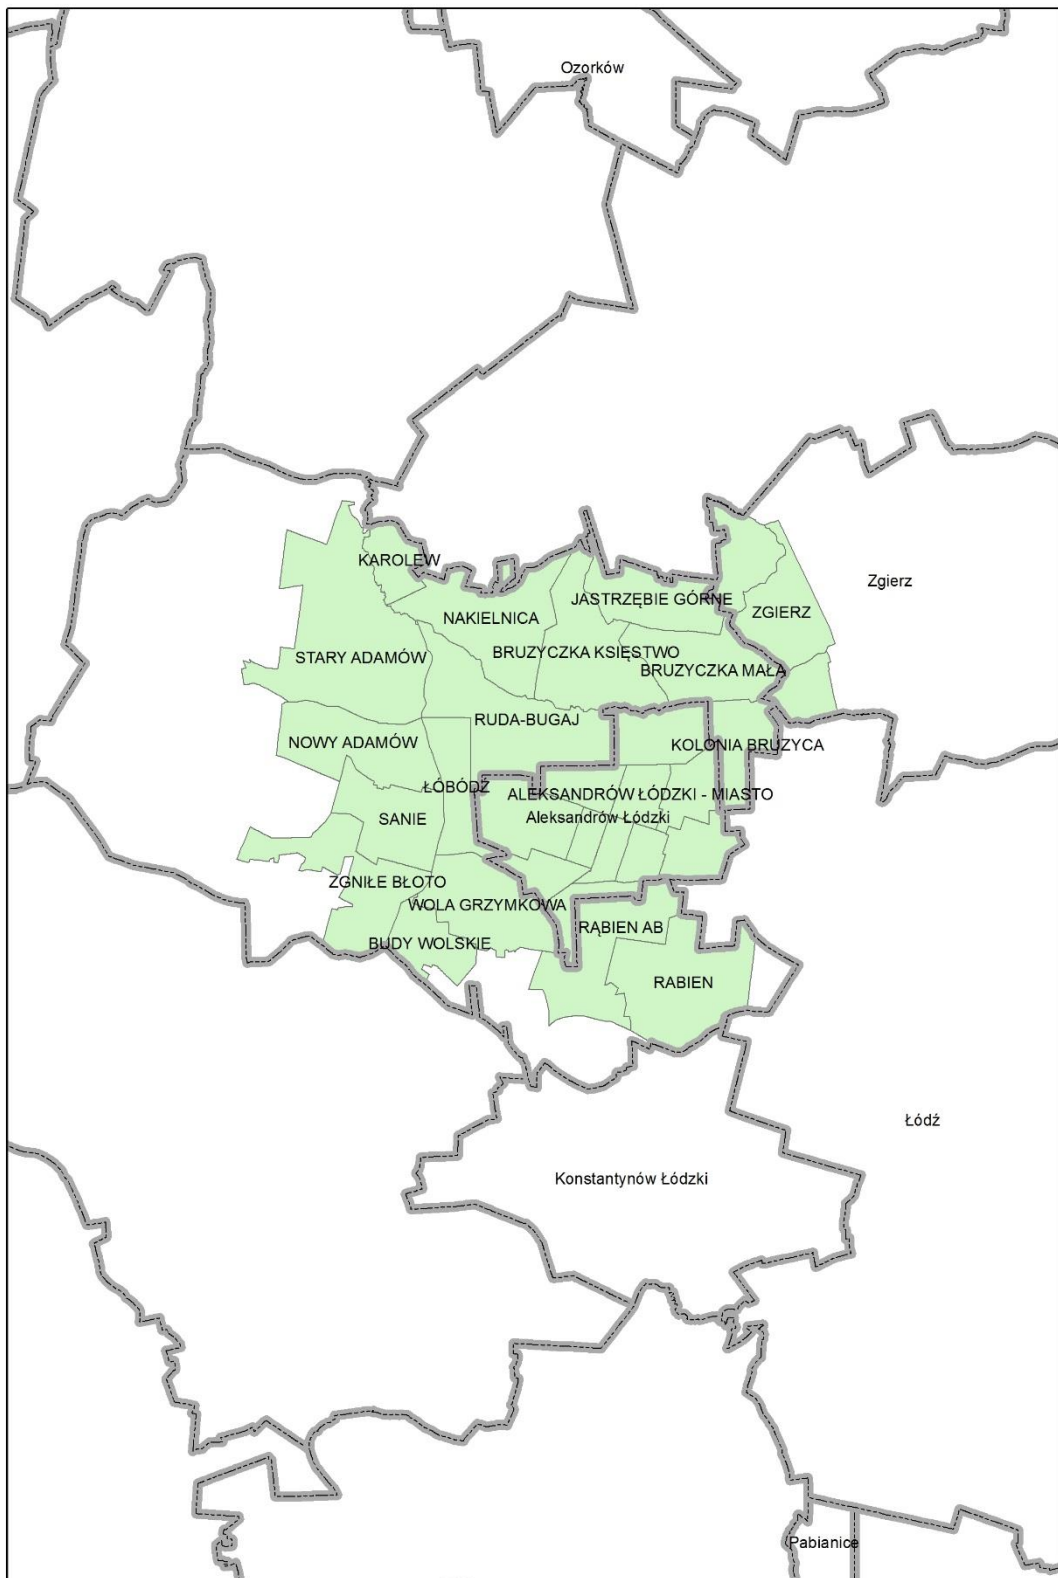 Ozorków
KAROLEW
Zgierz
JASTRZĘBIE GÓRNE
ZGIERZ
NAKIELNICA
BRUZYCZKA KSIĘSTWO
STARY ADAMÓW
BRUZYCZKA MAŁA
RUDA-BUGAJ
NOWY ADAMÓW
KOLONIA BRUZYCA
ŁÓBÓDŹ
ALEKSANDRÓW ŁÓDZKI - MIASTO
SANIE
Aleksandrów Łódzki
ZGNIŁE BŁOTO
WOLA GRZYMKOWA
RĄBIEN AB
BUDY WOLSKIE
RABIEN
Łódź
Konstantynów Łódzki
Pabianice